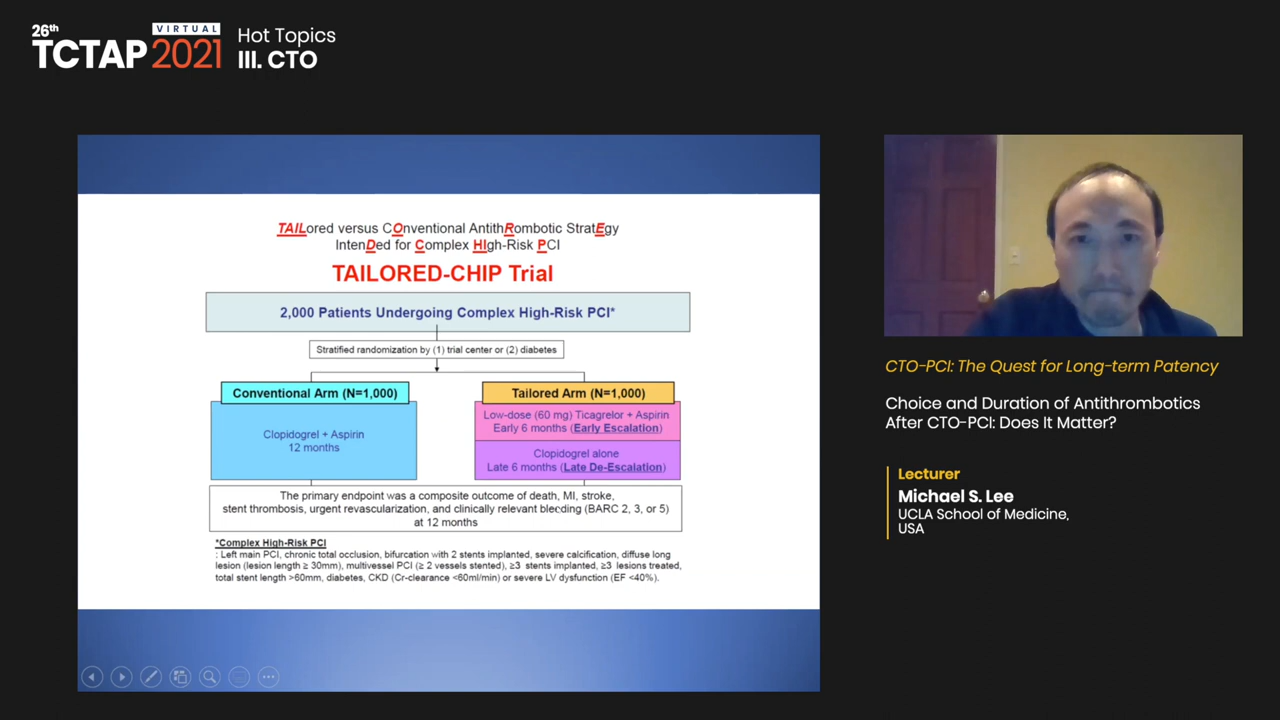 26th
VIRTUAL
TCTAP 2021
Hot Topics
III. CTO
TAILored versus COnventional AntithRombotic StratEgy
IntenDed for Complex HIgh-Risk PCI
TAILORED-CHIP Trial
2,000 Patients Undergoing Complex High-Risk PCI*
Stratified randomization by (1) trial center or (2) diabetes
Conventional Arm (N=1,000)
Clopidogrel + Aspirin
12 months
Tailored Arm (N=1,000)
Low-dose (60 mg) Ticagrelor + Aspirin
Early 6 months (Early Escalation)
Clopidogrel alone
Late 6 months (Late De-Escalation)
The primary endpoint was a composite outcome of death, MI, stroke,
stent thrombosis, urgent revascularization, and clinically relevant bleeding (BARC 2, 3, or 5)
at 12 months
*Complex High-Risk PCI
: Left main PCI, chronic total occlusion, bifurcation with 2 stents implanted, severe calcification, diffuse long
lesion (lesion length ≥ 30mm), multivessel PCI (≥ 2 vessels stented), ≥3 stents implanted, ≥3 lesions treated,
total stent length >60mm, diabetes, CKD (Cr-clearance <60ml/min) or severe LV dysfunction (EF <40%).
CTO-PCI: The Quest for Long-term Patency
Choice and Duration of Antithrombotics
After CTO-PCI: Does It Matter?
Lecturer
Michael S. Lee
UCLA School of Medicine,
USA